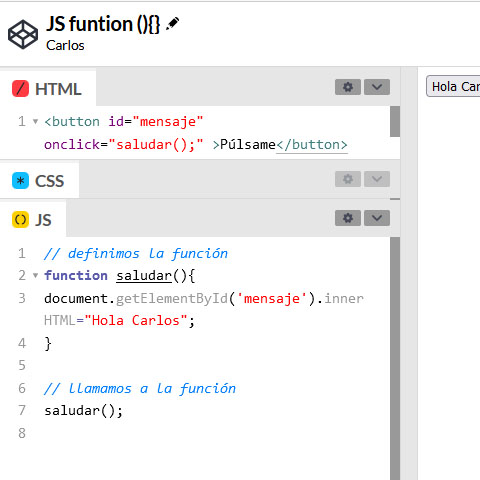 JS funtion (){}
Carlos
/ HTML
1 <button id="mensaje"
onclick="saludar();" >Púlsame</button>
Hola Car
* CSS
() JS
1 // definimos la función
2 function saludar(){
3 document.getElementById('mensaje').inner
HTML="Hola Carlos";
4 }
5
6 // llamamos a la función
7 saludar();
8